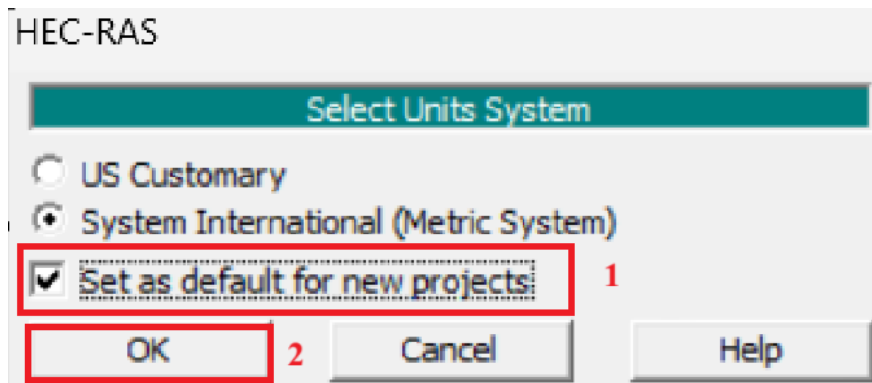 HEC-RAS
Select Units System
US Customary
System International (Metric System)
Set as default for new projects 1
OK 2 Cancel Help